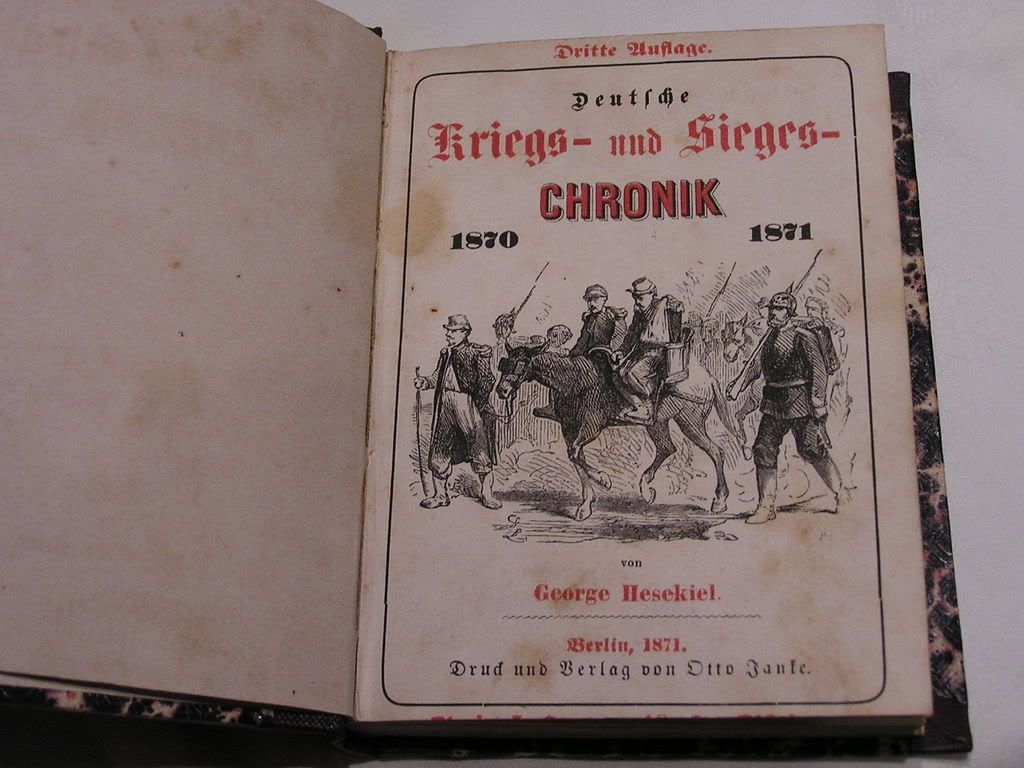 Dritte Auflage.
Deutſche
Kriegs- und Sieges-
CHRONIK
1870 1871
von
George Hesekiel.
Berlin, 1871.
Druck und Verlag von Otto Janke.